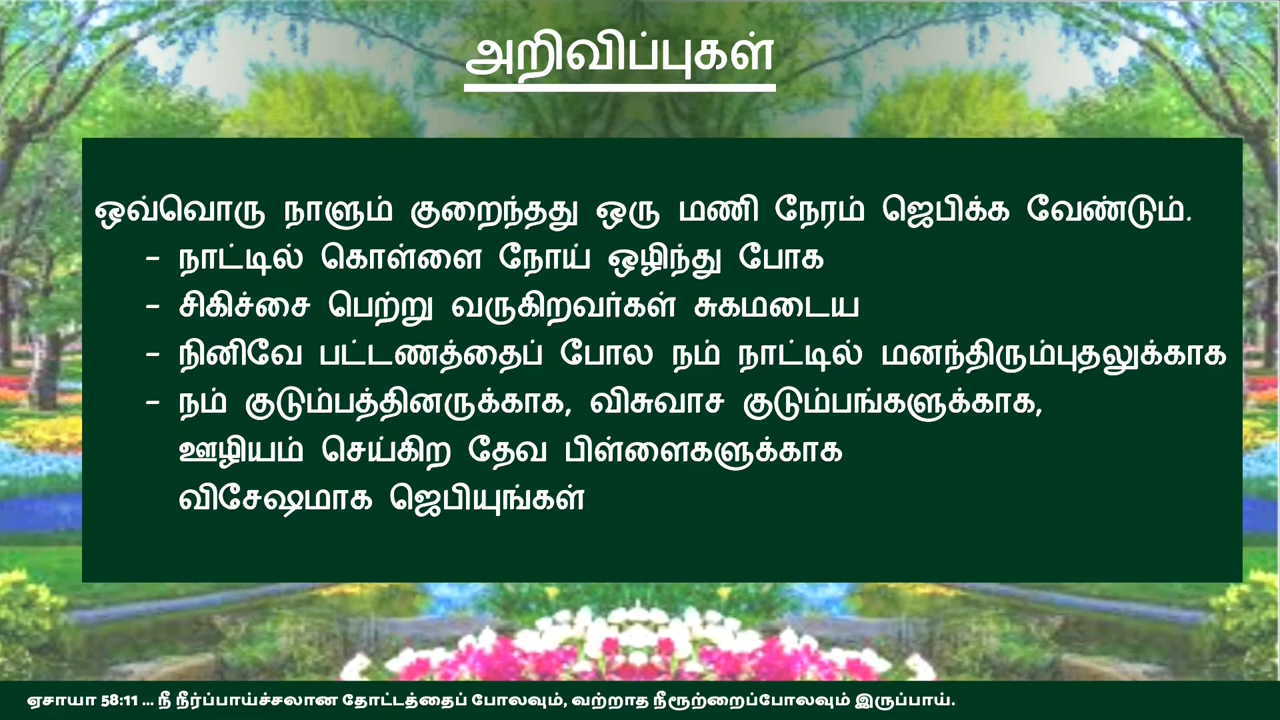 அறிவிப்புகள்
ஒவ்வொரு நாளும் குறைந்தது ஒரு மணி நேரம் ஜெபிக்க வேண்டும்.
- நாட்டில் கொள்ளை நோய் ஒழிந்து போக
- சிகிச்சை பெற்று வருகிறவர்கள் சுகமடைய
- நினிவே பட்டணத்தைப் போல நம் நாட்டில் மனந்திரும்புதலுக்காக
- நம் குடும்பத்தினருக்காக, விசுவாச குடும்பங்களுக்காக,
ஊழியம் செய்கிற தேவ பிள்ளைகளுக்காக
விசேஷமாக ஜெபியுங்கள்
ஏசாயா 58:11 ... நீ நீர்ப்பாய்ச்சலான தோட்டத்தைப் போலவும், வற்றாத நீரூற்றைப்போலவும் இருப்பாய்.